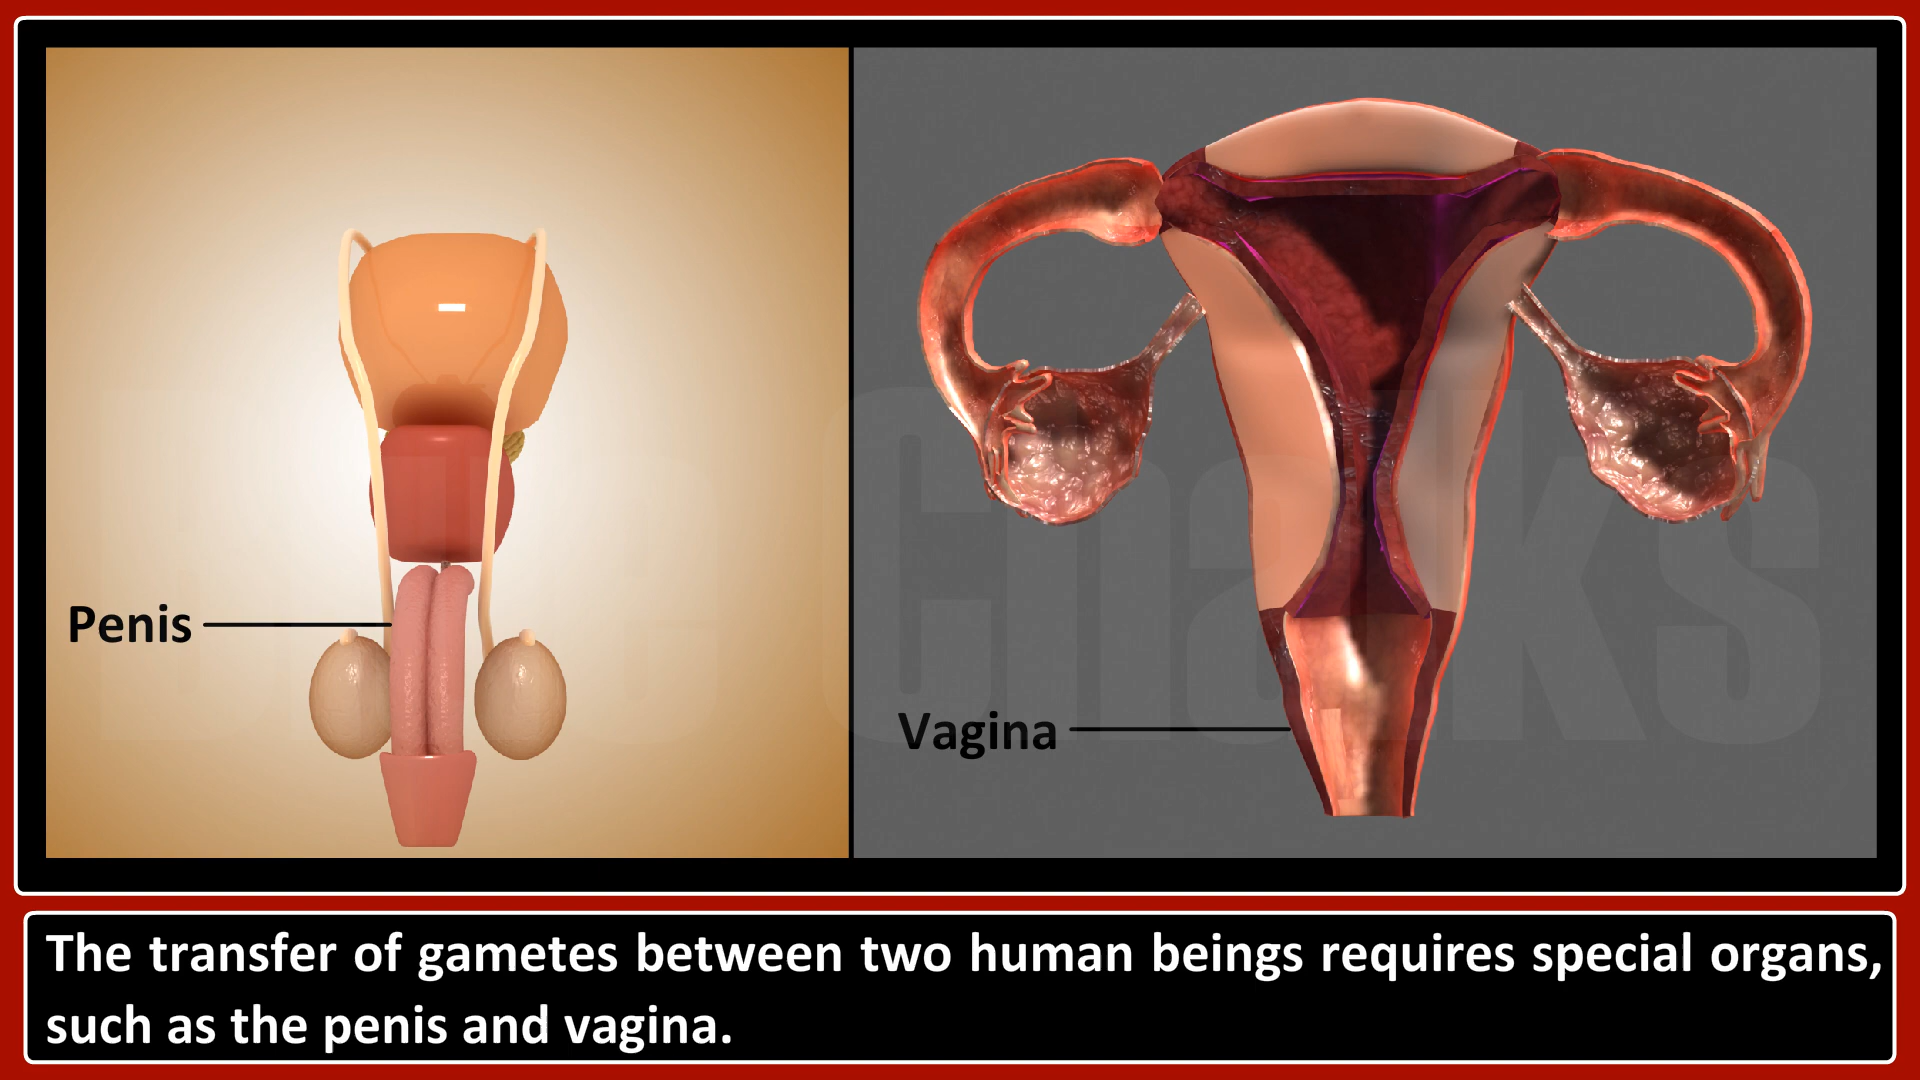 Penis
Vagina
The transfer of gametes between two human beings requires special organs,
such as the penis and vagina.